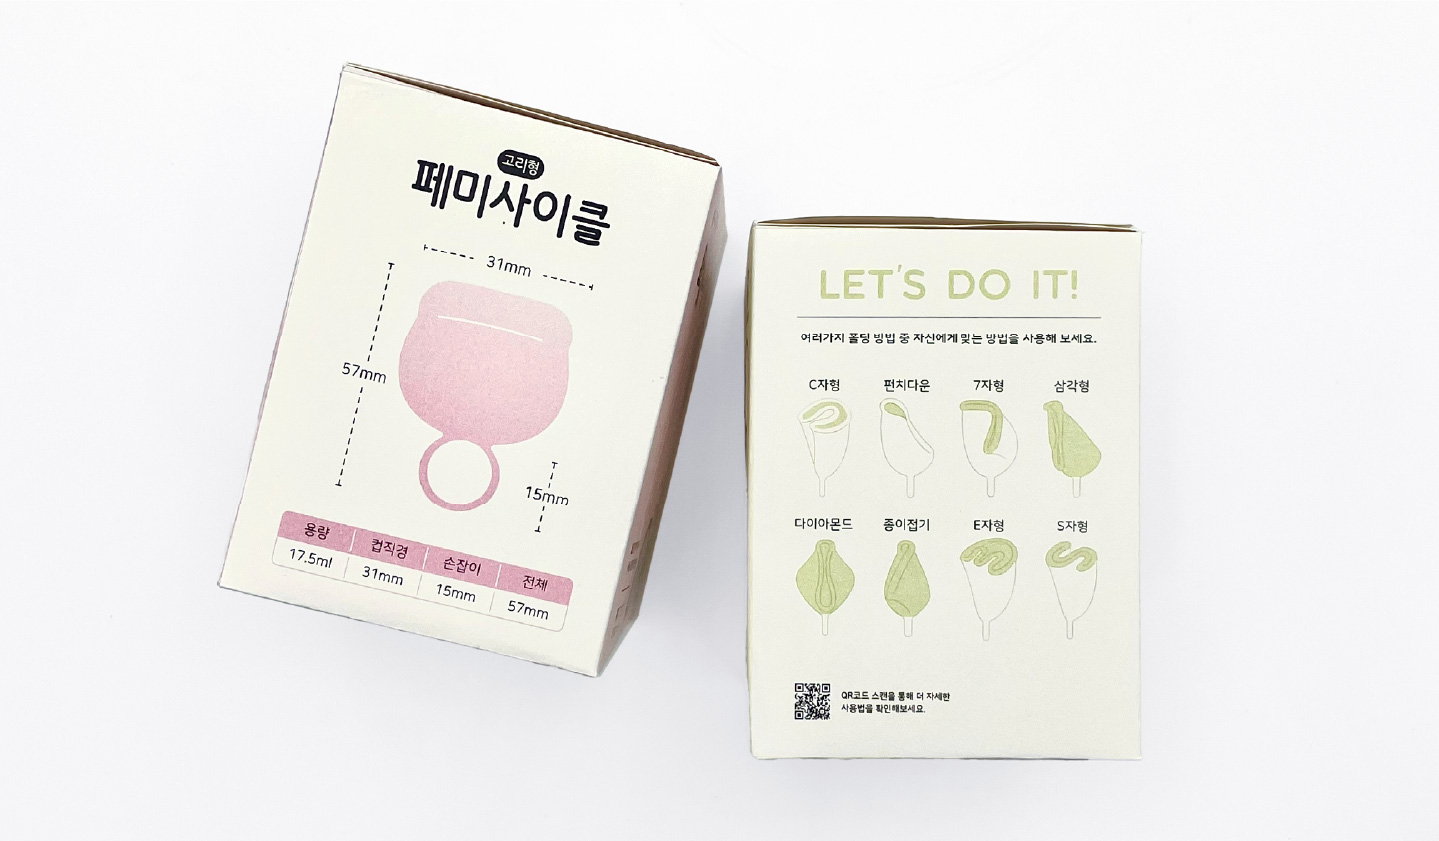 고리형
페미사이클
31mm
57mm
15mm
용량 컵직경 손잡이 전체
17.5ml 31mm 15mm 57mm
LET'S DO IT!
여러가지 폴딩 방법 중 자신에게 맞는 방법을 사용해 보세요.
C자형 펀치다운 7자형 삼각형
다이아몬드 종이접기 E자형 S자형
QR코드 스캔을 통해 더 자세한
사용법을 확인해보세요.